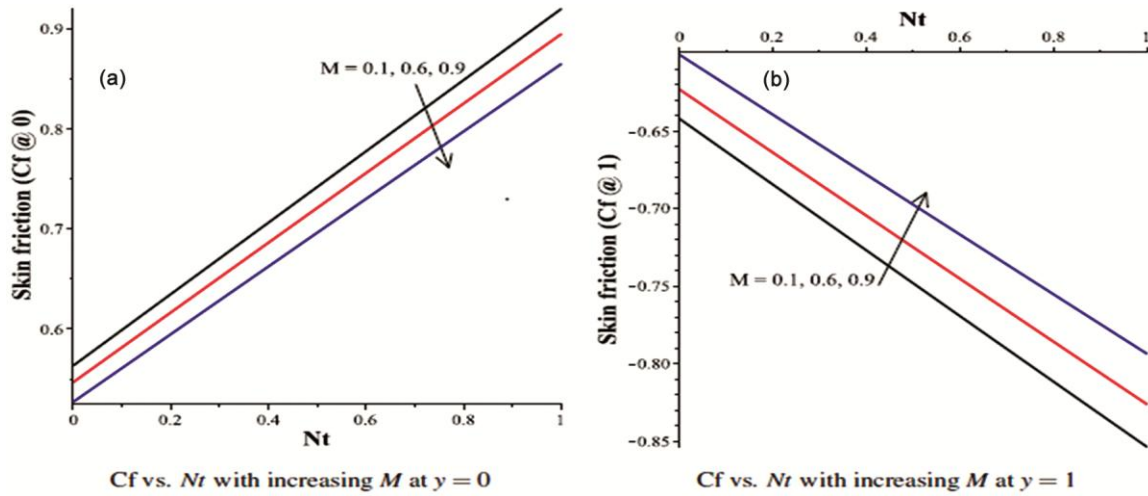 (a)
M = 0.1, 0.6, 0.9
Skin friction (Cf @ 0)
0.9
0.8
0.7
0.6
0 0.2 0.4 0.6 0.8 1
Nt
Cf vs. Nt with increasing M at y = 0
Nt
0 0.2 0.4 0.6 0.8 1
(b)
Skin friction (Cf @ 1)
−0.65
−0.70
−0.75
−0.80
−0.85
M = 0.1, 0.6, 0.9
Cf vs. Nt with increasing M at y = 1